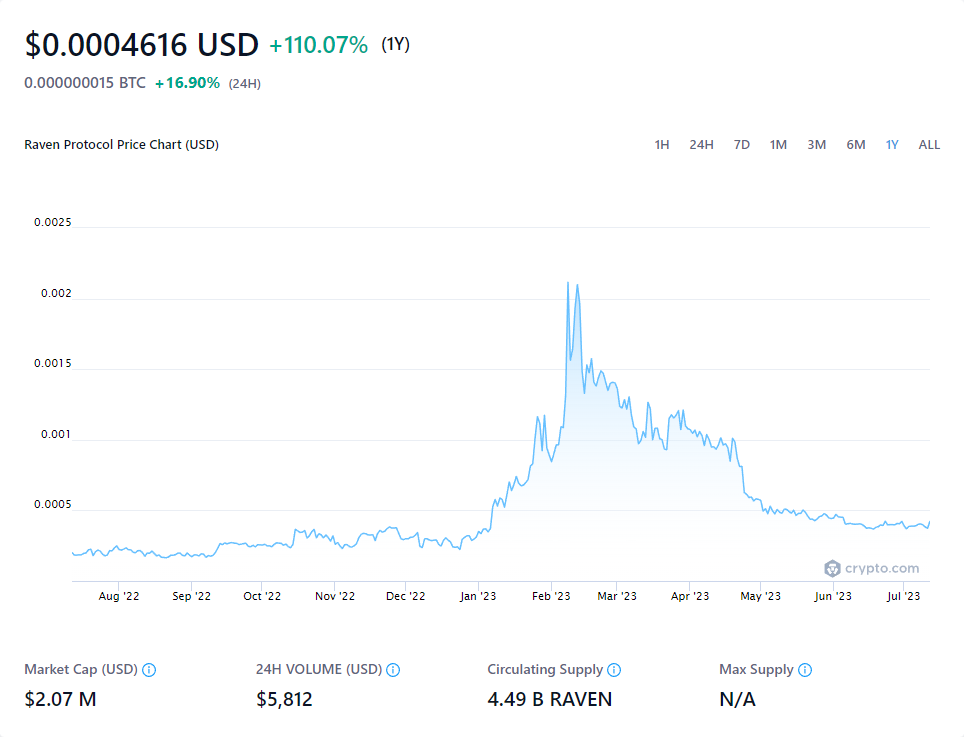 $0.0004616 USD +110.07% (1Y)
0.000000015 BTC +16.90% (24H)
Raven Protocol Price Chart (USD) 1H 24H 7D 1M 3M 6M 1Y ALL
0.0025
0.002
0.0015
0.001
0.0005
crypto.com
Aug '22 Sep '22 Oct '22 Nov '22 Dec '22 Jan '23 Feb '23 Mar '23 Apr '23 May '23 Jun '23 Jul '23
Market Cap (USD) 24H VOLUME (USD) Circulating Supply Max Supply
$2.07 M $5,812 4.49 B RAVEN N/A